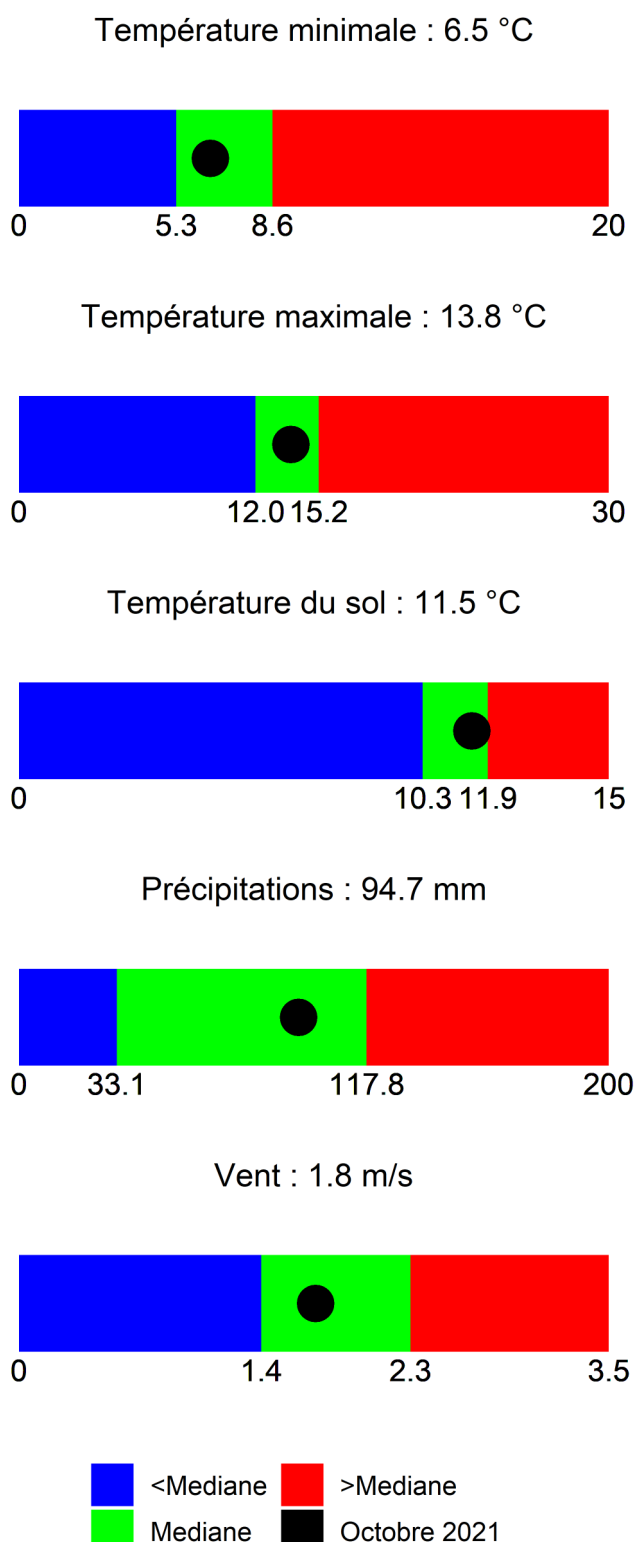 Température minimale : 6.5 °C
0 5.3 8.6 20
Température maximale : 13.8 °C
0 12.0 15.2 30
Température du sol : 11.5 °C
0 10.3 11.9 15
Précipitations : 94.7 mm
0 33.1 117.8 200
Vent : 1.8 m/s
0 1.4 2.3 3.5
<Mediane >Mediane
Mediane Octobre 2021